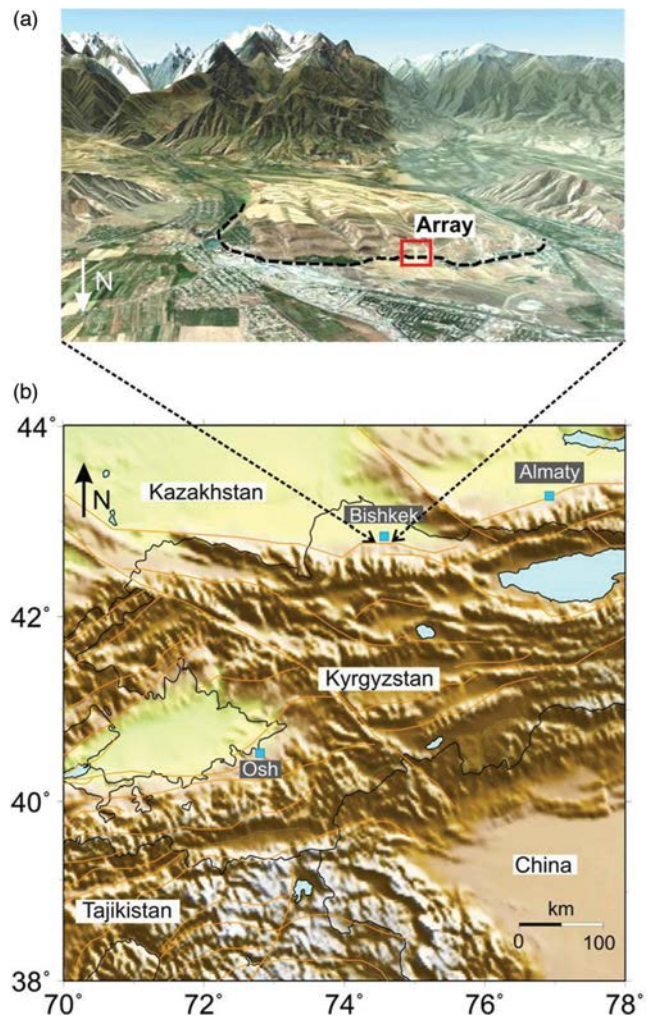 (a)
Array
N
(b)
44˚
42˚
40˚
38˚
N
Kazakhstan
Almaty
Bishkek
Kyrgyzstan
Osh
China
Tajikistan
km
0 100
70˚ 72˚ 74˚ 76˚ 78˚